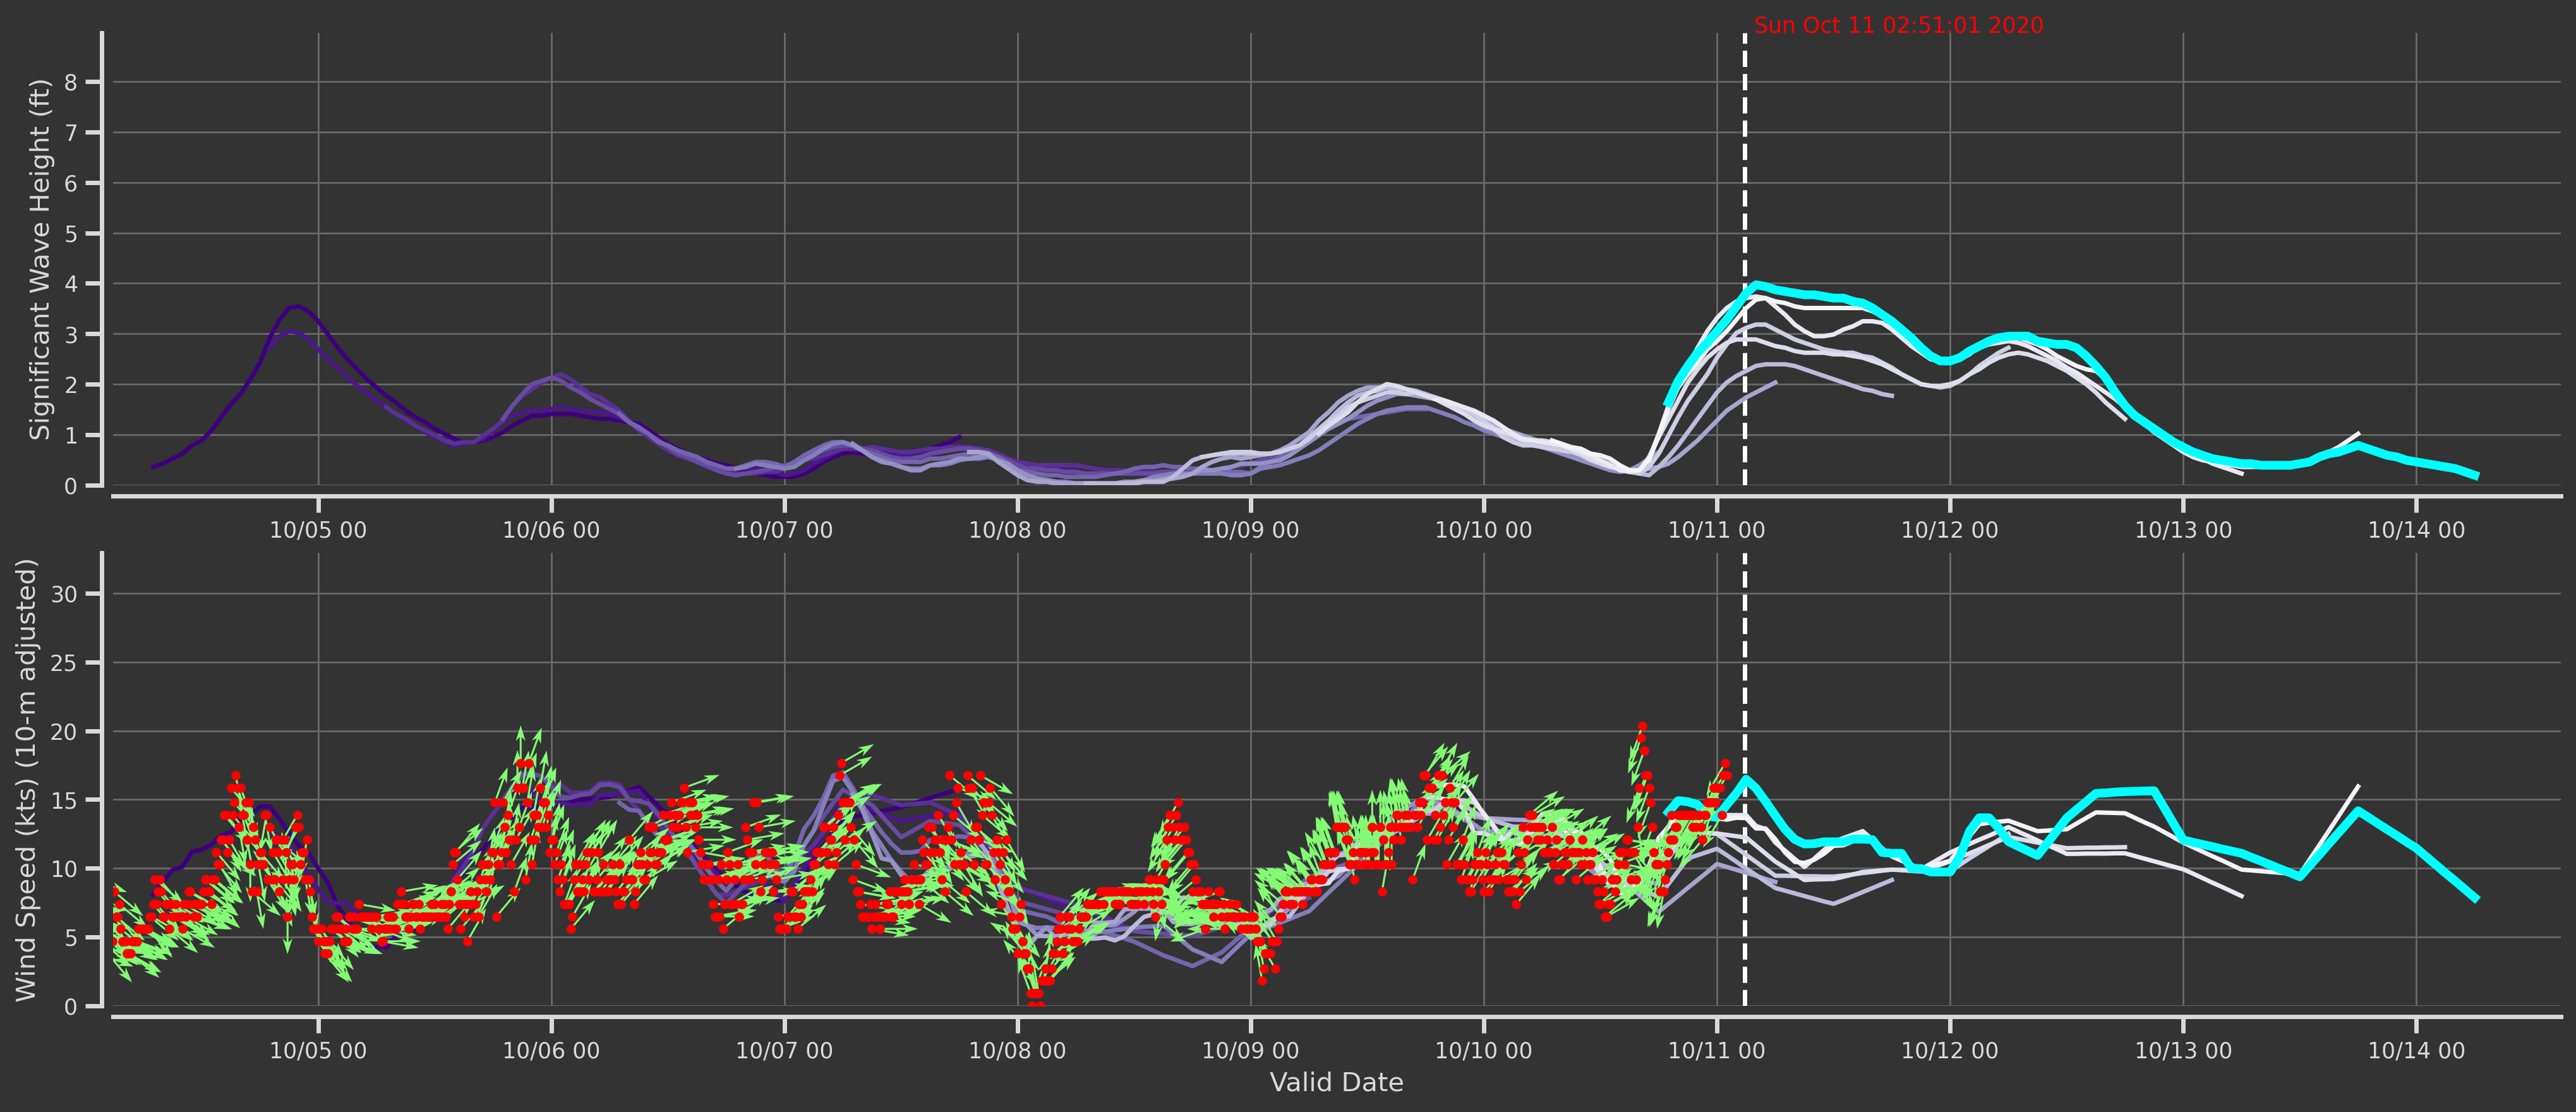 Sun Oct 11 02:51:01 2020
Significant Wave Height (ft)
8
7
6
5
4
3
2
1
0
10/05 00 10/06 00 10/07 00 10/08 00 10/09 00 10/10 00 10/11 00 10/12 00 10/13 00 10/14 00
Wind Speed (kts) (10-m adjusted)
30
25
20
15
10
5
0
10/05 00 10/06 00 10/07 00 10/08 00 10/09 00 10/10 00 10/11 00 10/12 00 10/13 00 10/14 00
Valid Date